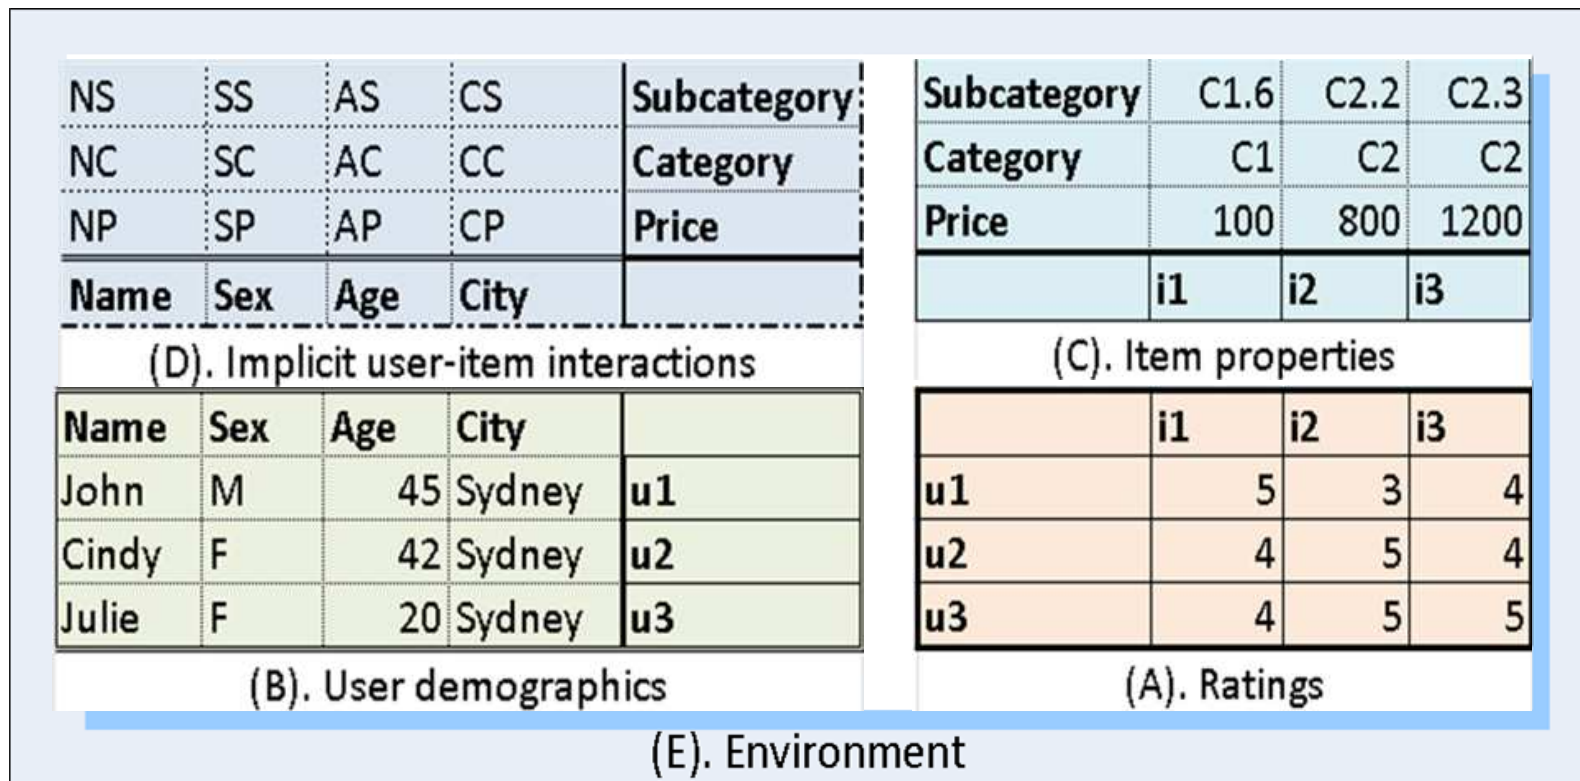 NS SS AS CS Subcategory
NC SC AC CC Category
NP SP AP CP Price
Name Sex Age City
(D). Implicit user-item interactions
Subcategory C1.6 C2.2 C2.3
Category C1 C2 C2
Price 100 800 1200
i1 i2 i3
(C). Item properties
Name Sex Age City
John M 45 Sydney u1
Cindy F 42 Sydney u2
Julie F 20 Sydney u3
(B). User demographics
i1 i2 i3
u1 5 3 4
u2 4 5 4
u3 4 5 5
(A). Ratings
(E). Environment